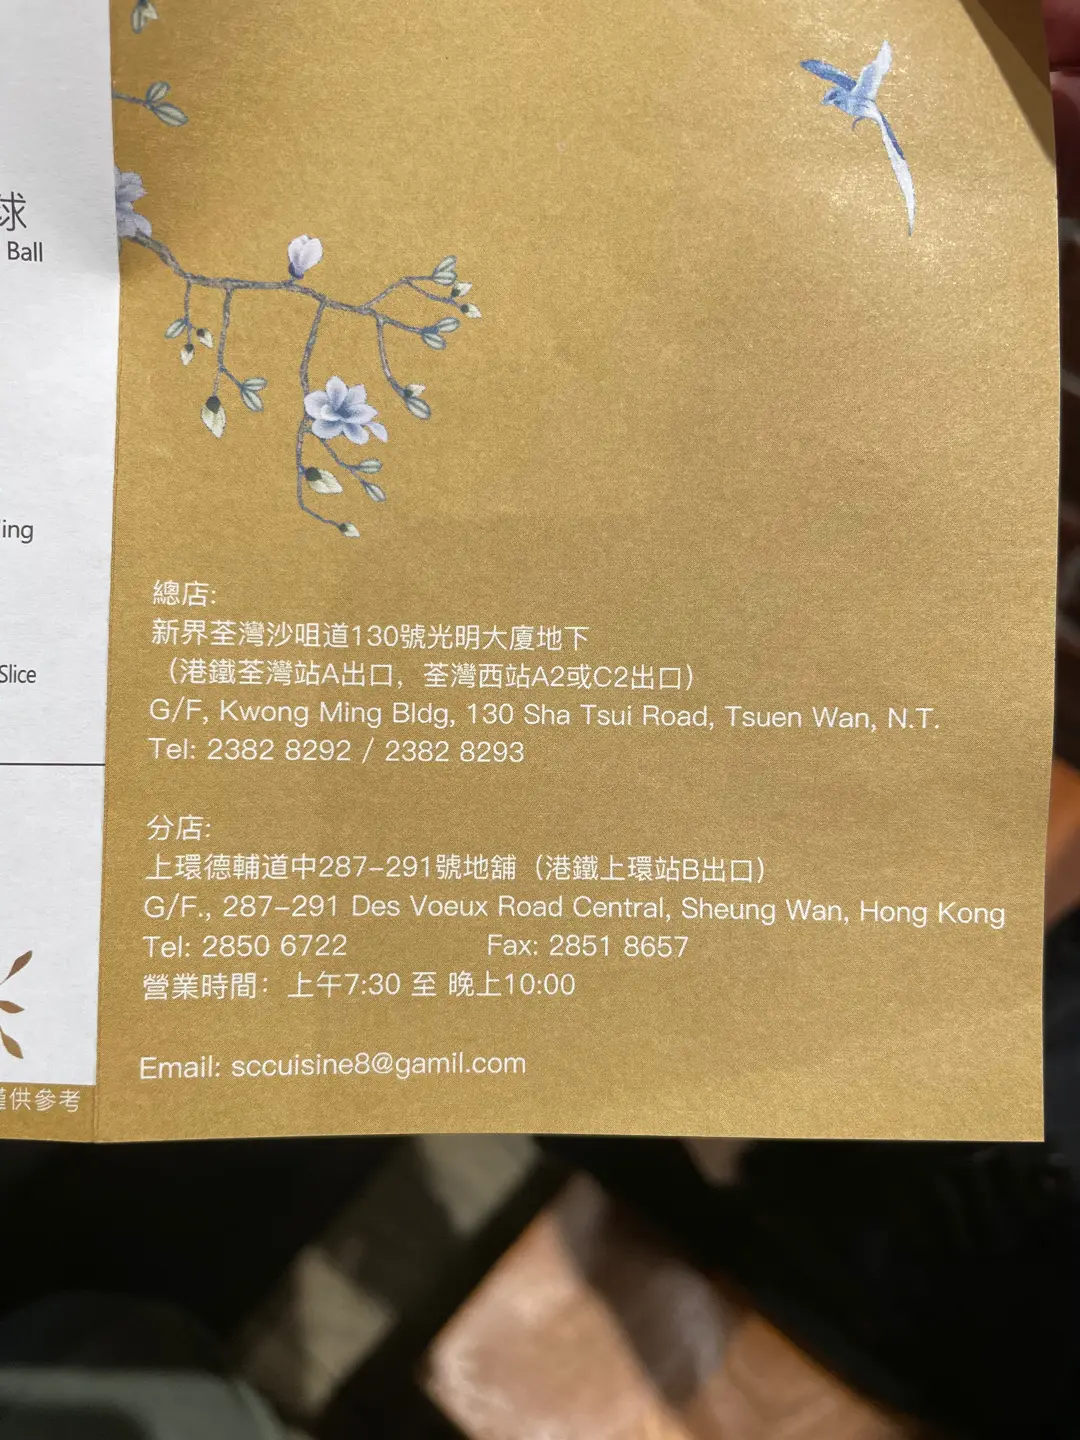 球
Ball
ing
Slice
僅供參考
總店:
新界荃灣沙咀道130號光明大廈地下
（港鐵荃灣站A出口，荃灣西站A2或C2出口）
G/F, Kwong Ming Bldg, 130 Sha Tsui Road, Tsuen Wan, N.T.
Tel: 2382 8292 / 2382 8293
分店:
上環德輔道中287-291號地舖（港鐵上環站B出口）
G/F., 287-291 Des Voeux Road Central, Sheung Wan, Hong Kong
Tel: 2850 6722 Fax: 2851 8657
營業時間：上午7:30 至 晚上10:00
Email: sccuisine8@gamil.com